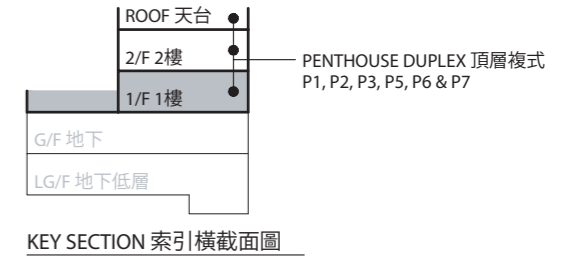 ROOF 天台
2/F 2樓
PENTHOUSE DUPLEX 頂層複式
P1, P2, P3, P5, P6 & P7
1/F 1樓
G/F 地下
LG/F 地下低層
KEY SECTION 索引橫截面圖